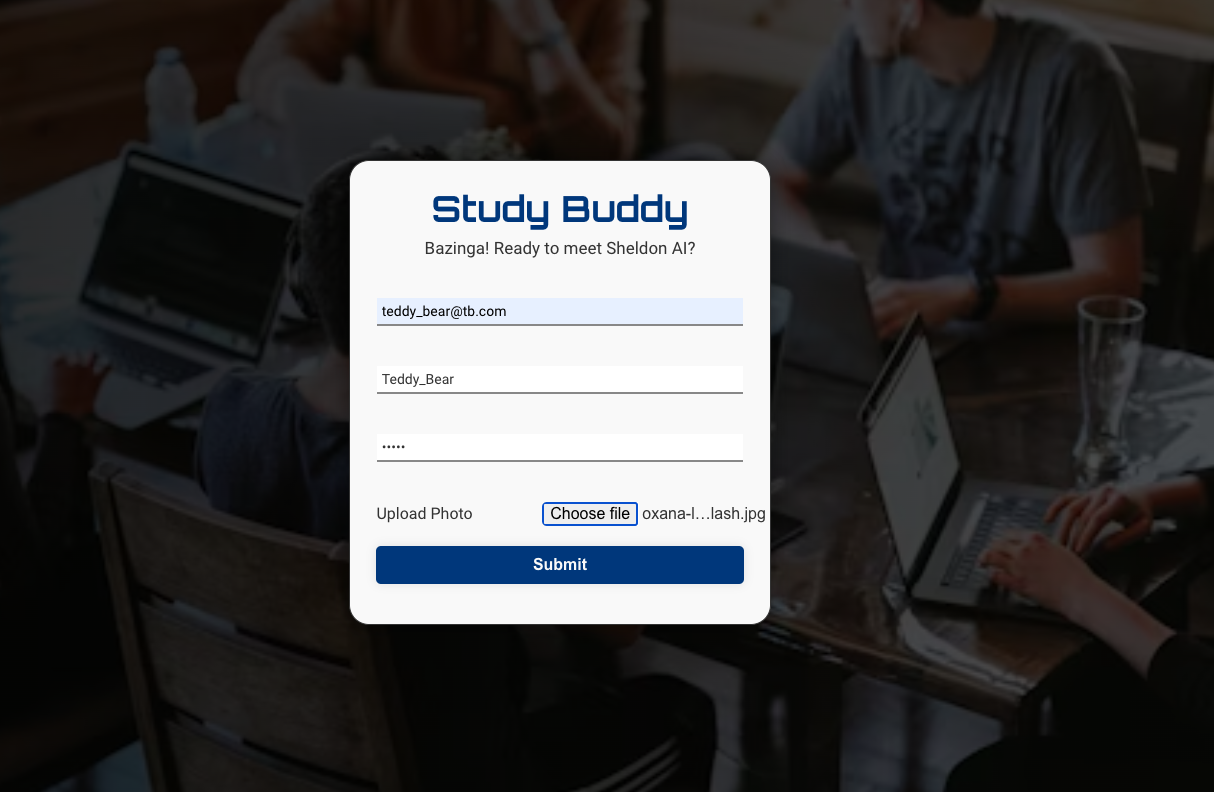 Study Buddy
Bazinga! Ready to meet Sheldon AI?
teddy_bear@tb.com
Teddy_Bear
•••••
Upload Photo Choose file oxana-l…lash.jpg
Submit